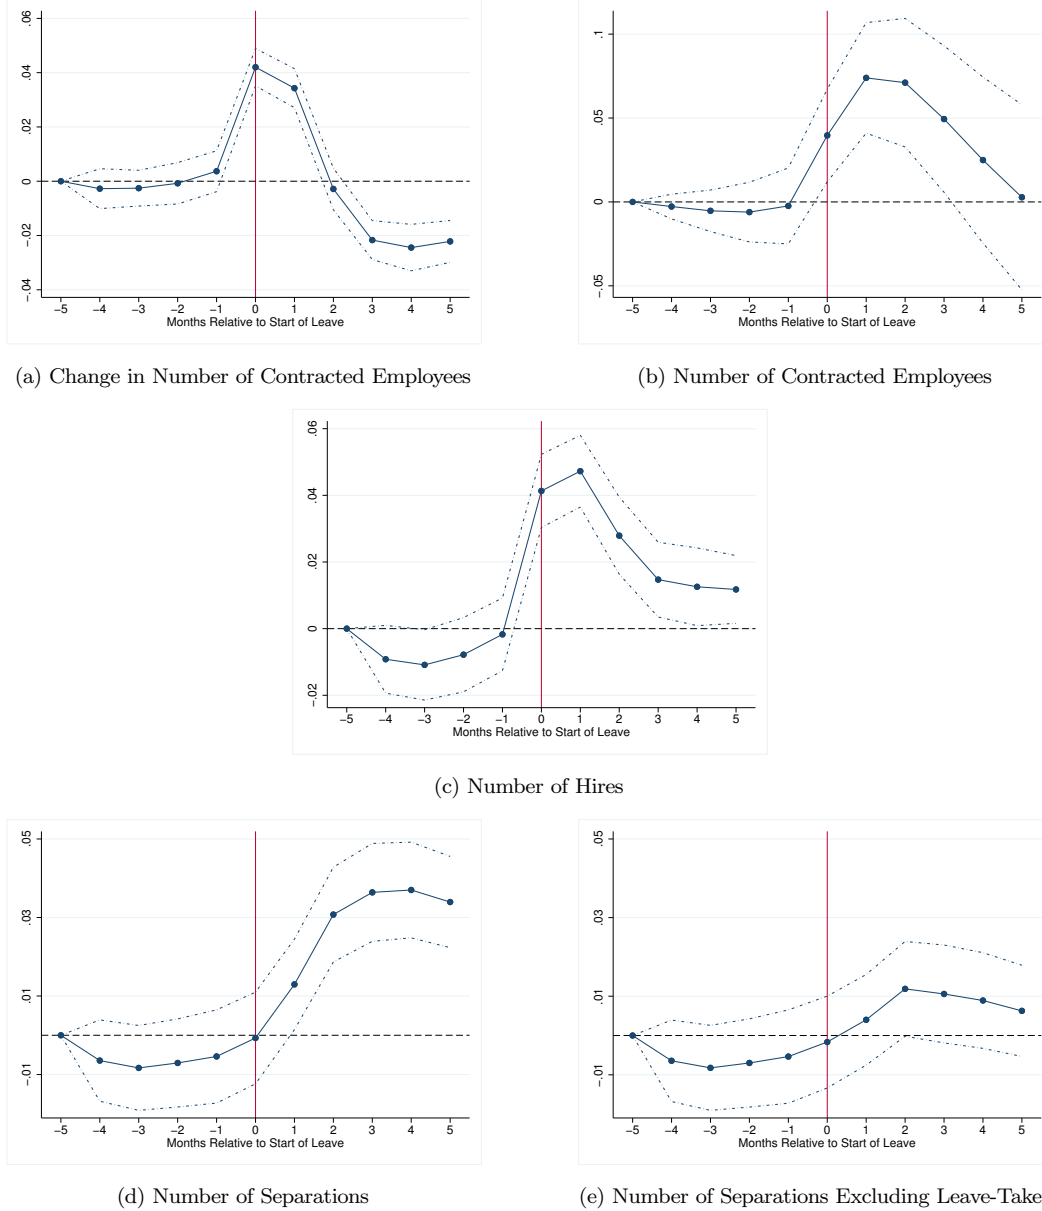 .06
.04
.02
0
−.02
−.04
−5 −4 −3 −2 −1 0 1 2 3 4 5
Months Relative to Start of Leave
(a) Change in Number of Contracted Employees
.1
.05
0
−.05
−5 −4 −3 −2 −1 0 1 2 3 4 5
Months Relative to Start of Leave
(b) Number of Contracted Employees
.06
.04
.02
0
−.02
−5 −4 −3 −2 −1 0 1 2 3 4 5
Months Relative to Start of Leave
(c) Number of Hires
.05
.03
.01
−.01
−5 −4 −3 −2 −1 0 1 2 3 4 5
Months Relative to Start of Leave
(d) Number of Separations
.05
.03
.01
−.01
−5 −4 −3 −2 −1 0 1 2 3 4 5
Months Relative to Start of Leave
(e) Number of Separations Excluding Leave-Take